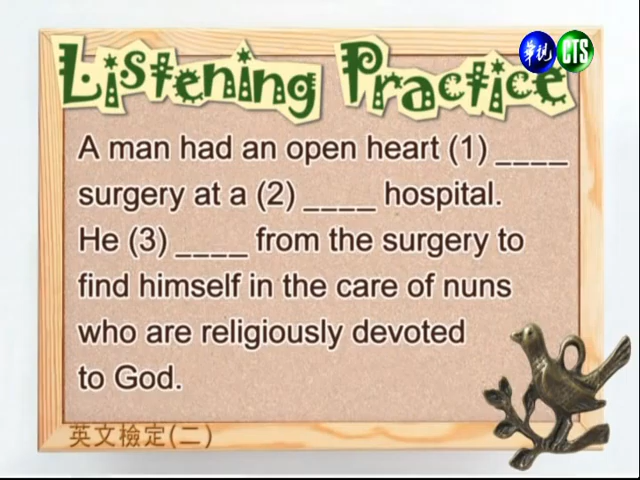 華視 CTS
Listening Practice
A man had an open heart (1) ____
surgery at a (2) ____ hospital.
He (3) ____ from the surgery to
find himself in the care of nuns
who are religiously devoted
to God.
英文檢定(二)